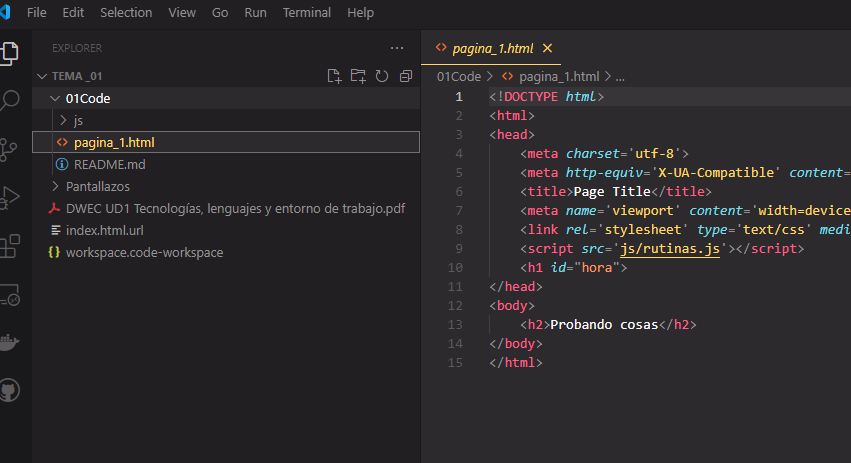 File Edit Selection View Go Run Terminal Help
EXPLORER ...
TEMA _01
01Code
js
pagina_1.html
README.md
Pantallazos
DWEC UD1 Tecnologías, lenguajes y entorno de trabajo.pdf
index.html.url
workspace.code-workspace
pagina_1.html
01Code > pagina_1.html > ...
1 <!DOCTYPE html>
2 <html>
3 <head>
4 <meta charset='utf-8'>
5 <meta http-equiv='X-UA-Compatible' content=
6 <title>Page Title</title>
7 <meta name='viewport' content='width=device
8 <link rel='stylesheet' type='text/css' medi
9 <script src='js/rutinas.js'></script>
10 <h1 id="hora">
11 </head>
12 <body>
13 <h2>Probando cosas</h2>
14 </body>
15 </html>